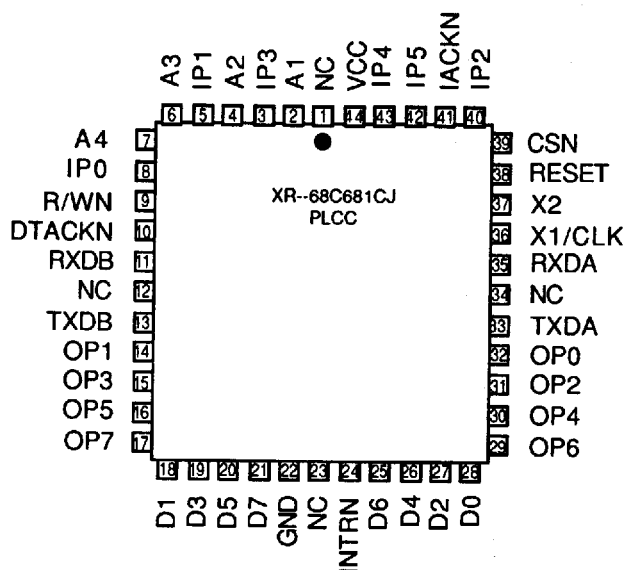 A3 IP1 A2 IP3 A1 NC VCC IP4 IP5 IACKN IP2
6 5 4 3 2 1 44 43 42 41 40
A4 7
IP0 8
R/WN 9
DTACKN 10
RXDB 11
NC 12
TXDB 13
OP1 14
OP3 15
OP5 16
OP7 17
XR--68C681CJ
PLCC
39 CSN
38 RESET
37 X2
36 X1/CLK
35 RXDA
34 NC
33 TXDA
32 OP0
31 OP2
30 OP4
29 OP6
18 19 20 21 22 23 24 25 26 27 28
D1 D3 D5 D7 GND NC INTRN D6 D4 D2 D0